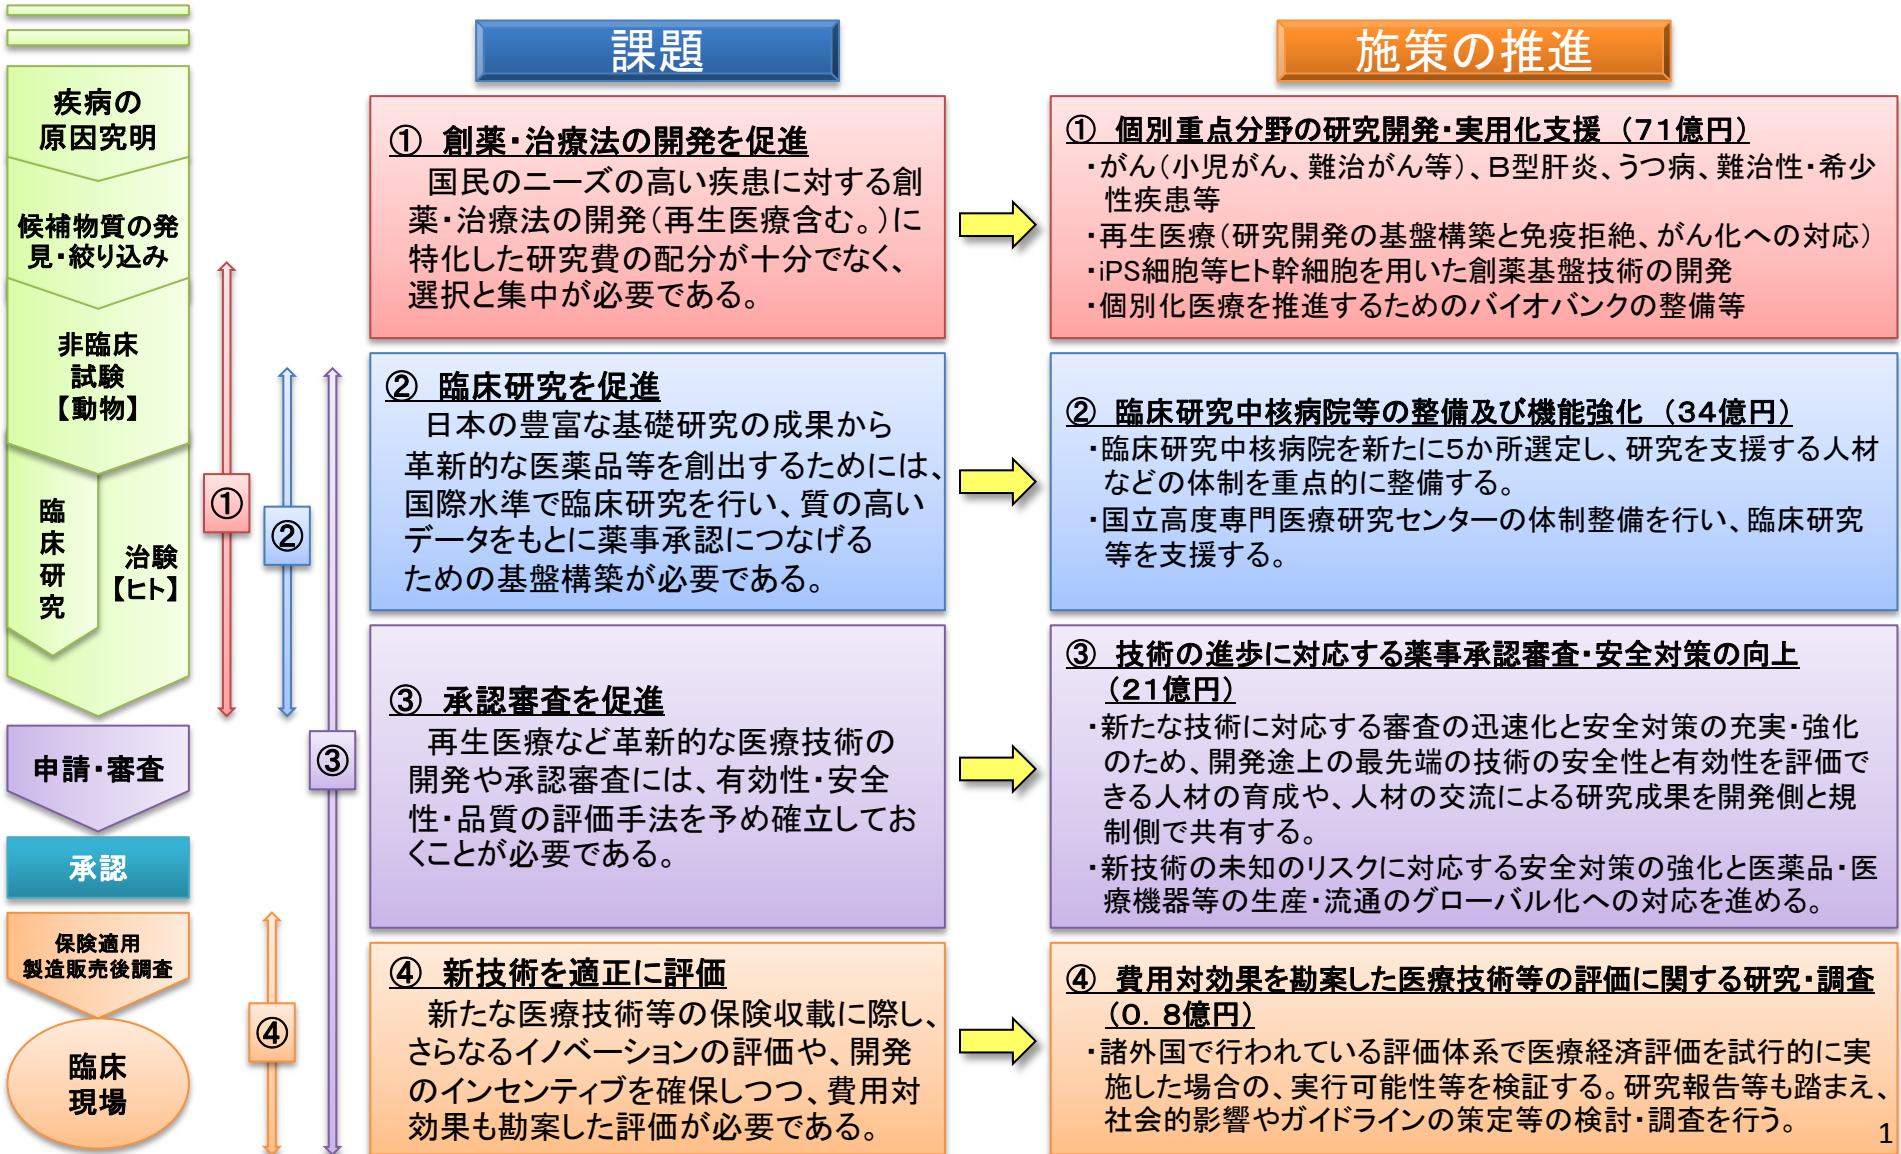 疾病の
原因究明
候補物質の発
見・絞り込み
非臨床
試験
【動物】
臨
床
研
究
治験
【ヒト】
申請・審査
承認
保険適用
製造販売後調査
臨床
現場
①
②
③
④
課題
① 創薬・治療法の開発を促進
国民のニーズの高い疾患に対する創
薬・治療法の開発（再生医療含む。）に
特化した研究費の配分が十分でなく、
選択と集中が必要である。
② 臨床研究を促進
日本の豊富な基礎研究の成果から
革新的な医薬品等を創出するためには、
国際水準で臨床研究を行い、質の高い
データをもとに薬事承認につなげる
ための基盤構築が必要である。
③ 承認審査を促進
再生医療など革新的な医療技術の
開発や承認審査には、有効性・安全
性・品質の評価手法を予め確立してお
くことが必要である。
④ 新技術を適正に評価
新たな医療技術等の保険収載に際し、
さらなるイノベーションの評価や、開発
のインセンティブを確保しつつ、費用対
効果も勘案した評価が必要である。
施策の推進
① 個別重点分野の研究開発・実用化支援 （７１億円）
・がん（小児がん、難治がん等）、Ｂ型肝炎、うつ病、難治性・希少
性疾患等
・再生医療（研究開発の基盤構築と免疫拒絶、がん化への対応）
・iPS細胞等ヒト幹細胞を用いた創薬基盤技術の開発
・個別化医療を推進するためのバイオバンクの整備等
② 臨床研究中核病院等の整備及び機能強化 （３４億円）
・臨床研究中核病院を新たに５か所選定し、研究を支援する人材
などの体制を重点的に整備する。
・国立高度専門医療研究センターの体制整備を行い、臨床研究
等を支援する。
③ 技術の進歩に対応する薬事承認審査・安全対策の向上
（２１億円）
・新たな技術に対応する審査の迅速化と安全対策の充実・強化
のため、開発途上の最先端の技術の安全性と有効性を評価で
きる人材の育成や、人材の交流による研究成果を開発側と規
制側で共有する。
・新技術の未知のリスクに対応する安全対策の強化と医薬品・医
療機器等の生産・流通のグローバル化への対応を進める。
④ 費用対効果を勘案した医療技術等の評価に関する研究・調査
（０．８億円）
・諸外国で行われている評価体系で医療経済評価を試行的に実
施した場合の、実行可能性等を検証する。研究報告等も踏まえ、
社会的影響やガイドラインの策定等の検討・調査を行う。
1